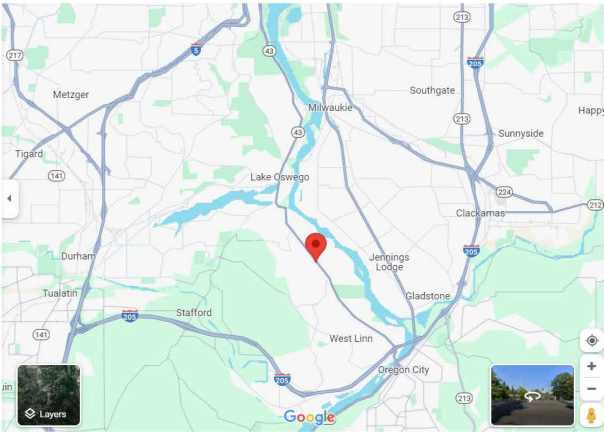 213
217
5
43
205
Metzger
Southgate
Milwaukie
213
Happy
43
Sunnyside
Tigard
141
Lake Oswego
224
212
Clackamas
205
Durham
Jennings
Lodge
Tualatin
Gladstone
205
Stafford
141
West Linn
Oregon City
205
213
Layers
Google